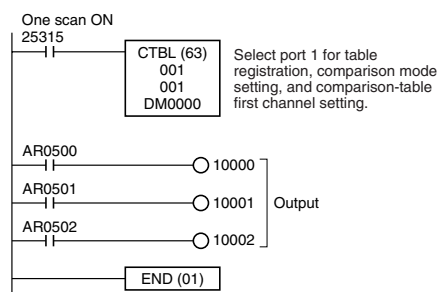 One scan ON
25315
CTBL (63)
001
001
DM0000
Select port 1 for table
registration, comparison mode
setting, and comparison-table
first channel setting.
AR0500
10000
AR0501
10001
Output
AR0502
10002
END (01)